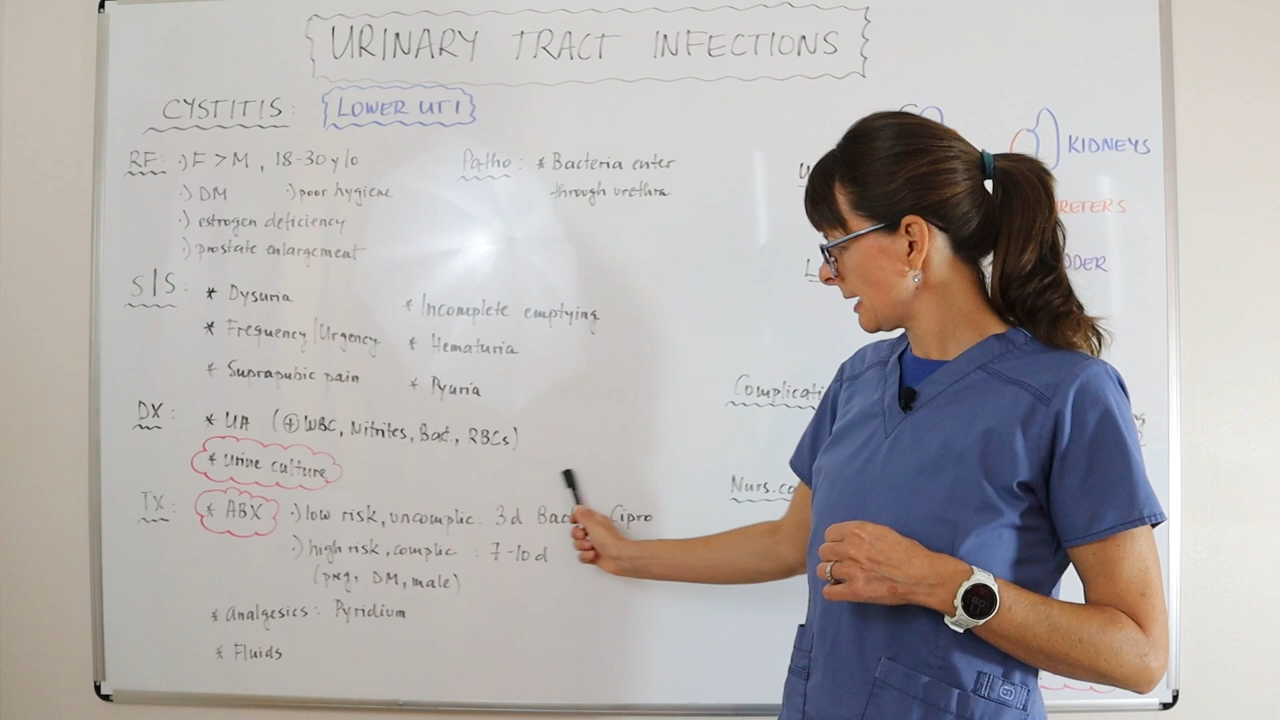 URINARY TRACT INFECTIONS
CYSTITIS: LOWER UTI
RF: ·) F > M, 18-30 y/o
·) DM ·) poor hygiene
·) estrogen deficiency
·) prostate enlargement
Patho: * Bacteria enter
through urethra
S/S: * Dysuria
* Frequency/Urgency
* Suprapubic pain
* Incomplete emptying
* Hematuria
* Pyuria
DX: * UA (⊕WBC, Nitrites, Bact., RBCs)
* Urine culture
TX: * ABX ·) low risk, uncomplic: 3d Bac Cipro
·) high risk, complic : 7-10 d
(preg, DM, male)
* Analgesics: Pyridium
* Fluids
KIDNEYS
RETERS
DDER
Complicati
Nurs. co